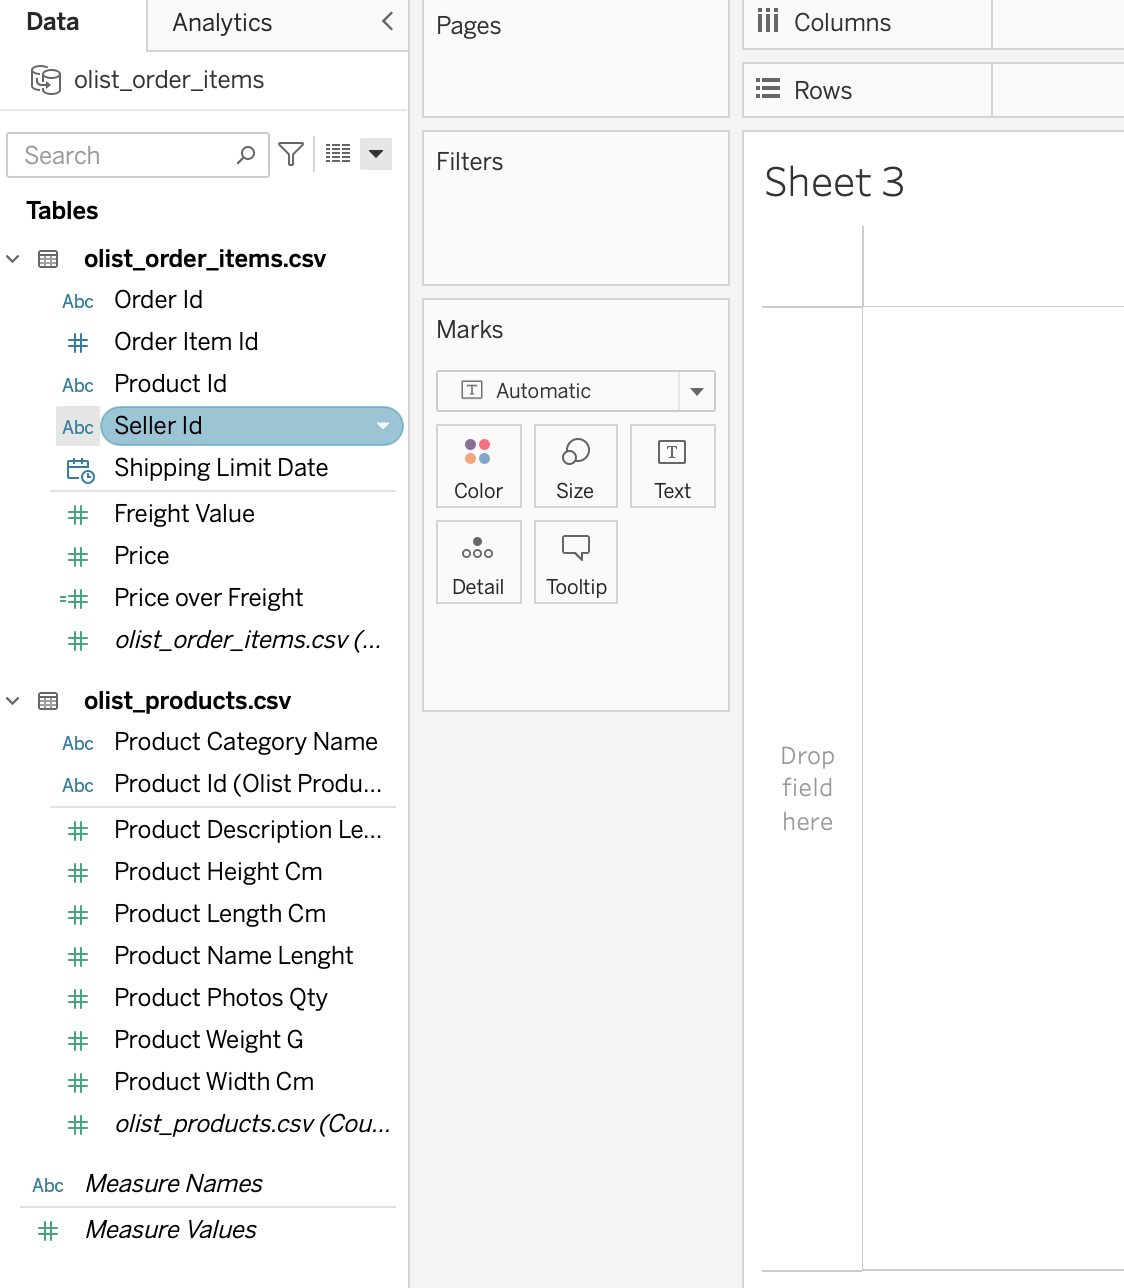 Data
Analytics
olist_order_items
Search
Tables
olist_order_items.csv
Abc Order Id
Order Item Id
Abc Product Id
Abc Seller Id
Shipping Limit Date
Freight Value
Price
Price over Freight
olist_order_items.csv (...
olist_products.csv
Abc Product Category Name
Abc Product Id (Olist Produ...
Product Description Le...
Product Height Cm
Product Length Cm
Product Name Lenght
Product Photos Qty
Product Weight G
Product Width Cm
olist_products.csv (Cou...
Abc Measure Names
Measure Values
Pages
Filters
Marks
T Automatic
Color
Size
T
Text
Detail
Tooltip
Columns
Rows
Sheet 3
Drop
field
here